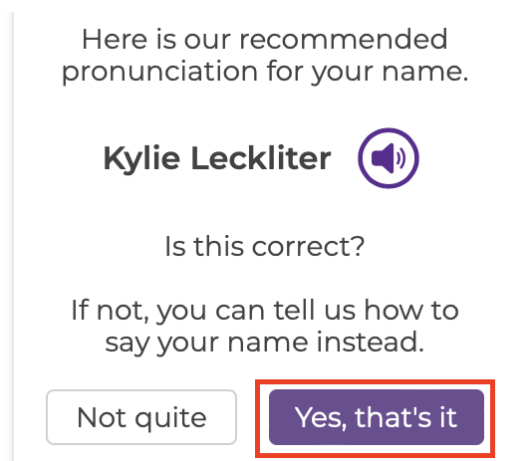 Here is our recommended
pronunciation for your name.
Kylie Leckliter
Is this correct?
If not, you can tell us how to
say your name instead.
Not quite
Yes, that's it